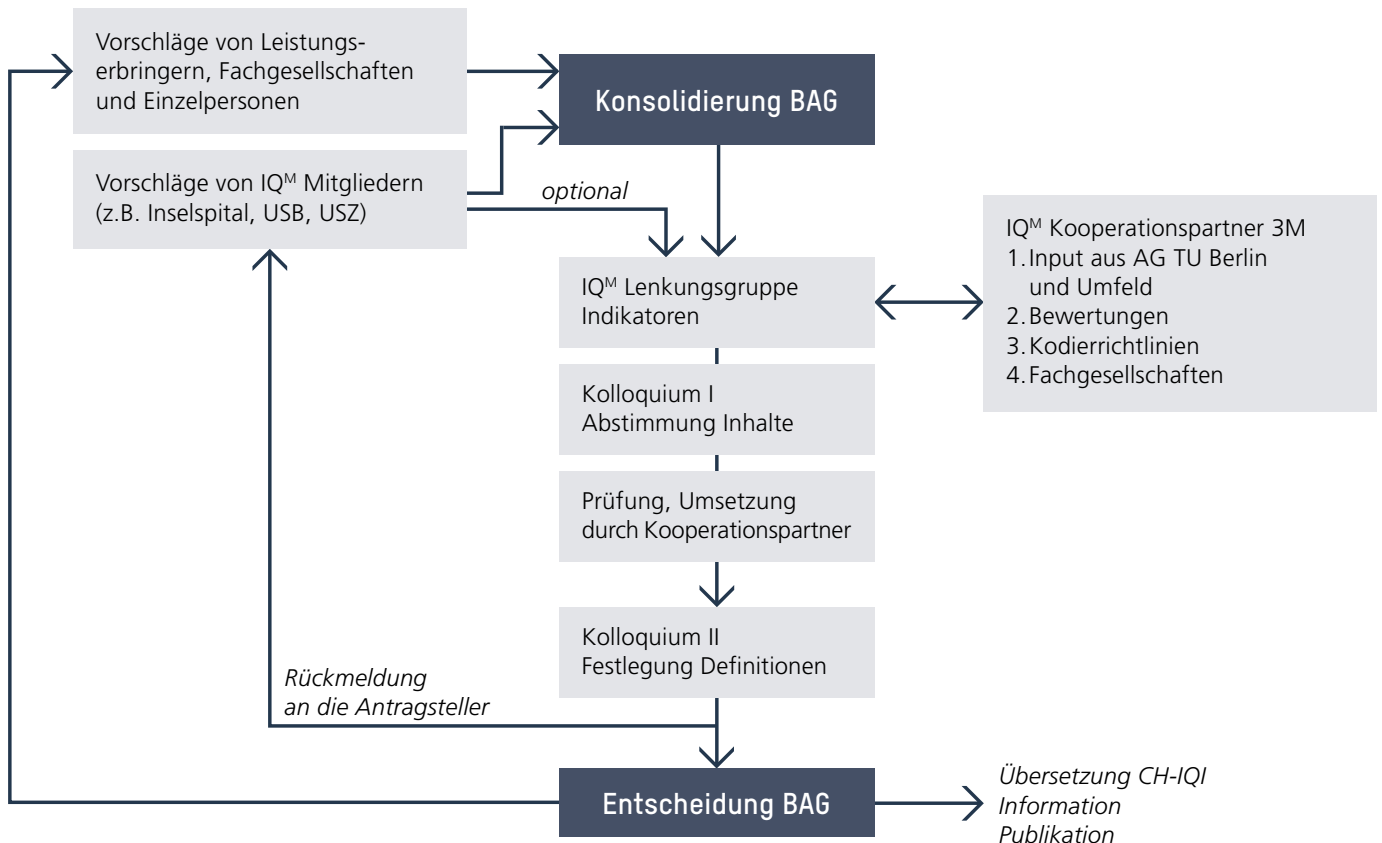 Vorschläge von Leistungs-
erbringern, Fachgesellschaften
und Einzelpersonen
Konsolidierung BAG
Vorschläge von IQᴹ Mitgliedern
(z.B. Inselspital, USB, USZ)
optional
IQᴹ Lenkungsgruppe
Indikatoren
IQᴹ Kooperationspartner 3M
1.Input aus AG TU Berlin
und Umfeld
2.Bewertungen
3.Kodierrichtlinien
4.Fachgesellschaften
Kolloquium I
Abstimmung Inhalte
Prüfung, Umsetzung
durch Kooperationspartner
Kolloquium II
Festlegung Definitionen
Rückmeldung
an die Antragsteller
Entscheidung BAG
Übersetzung CH-IQI
Information
Publikation